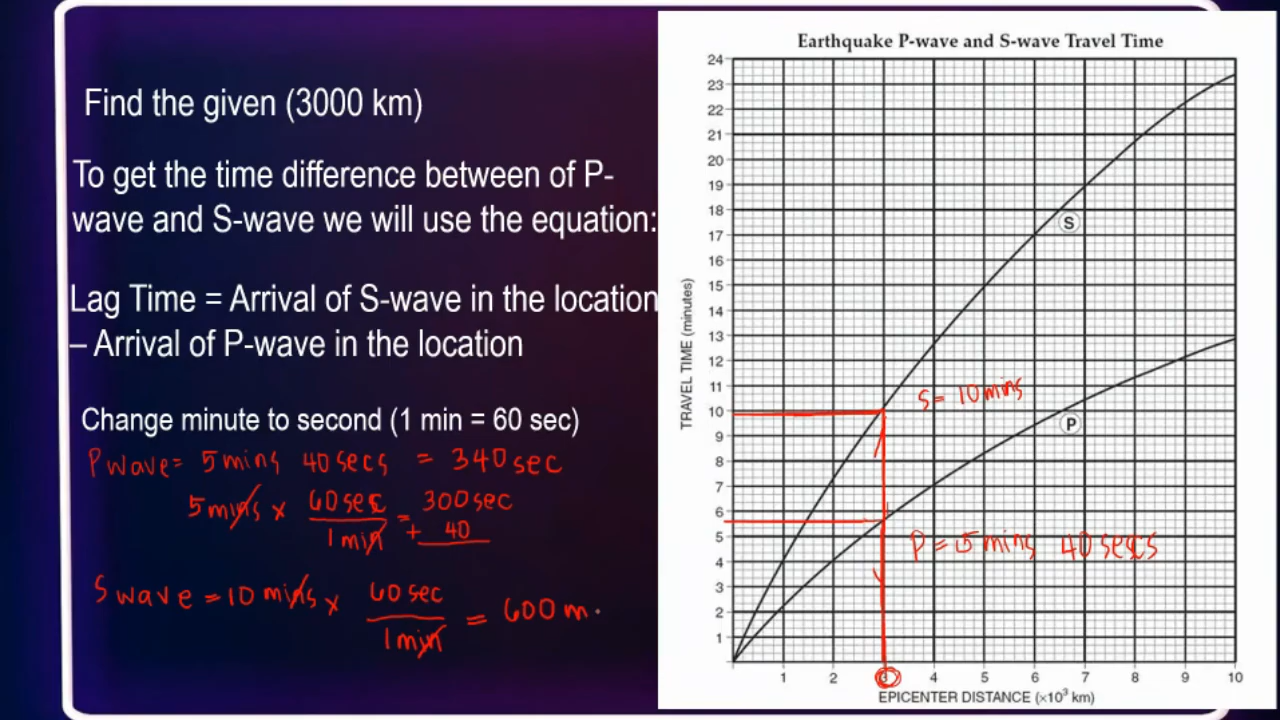 Find the given (3000 km)
To get the time difference between of P-
wave and S-wave we will use the equation:
Lag Time = Arrival of S-wave in the location
– Arrival of P-wave in the location
Change minute to second (1 min = 60 sec)
P wave = 5 mins 40 secs = 340 sec
5 mins x 60 sec / 1 min = 300 sec
+ 40
S wave = 10 mins x 60 sec / 1 min = 600 m
Earthquake P-wave and S-wave Travel Time
TRAVEL TIME (minutes)
24
23
22
21
20
19
18
17
16
15
14
13
12
11
10
9
8
7
6
5
4
3
2
1
S
S = 10 mins
P
P = 5 mins 40 secs
1 2 3 4 5 6 7 8 9 10
EPICENTER DISTANCE (×10³ km)